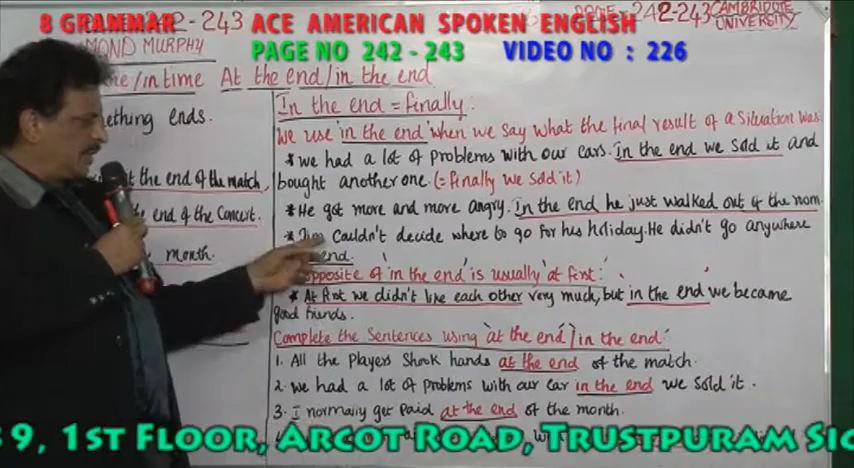 8 GRAMMAR 242-243 ACE AMERICAN SPOKEN ENGLISH PAGE 242-243 CAMBRIDGE
MOND MURPHY PAGE NO 242 - 243 VIDEO NO : 226 UNIVERSITY
/in time At the end/in the end
ething ends.
at the end of the match,
end of the Concert.
month.
In the end = finally:
We use 'in the end' when we say what the final result of a situation was
* we had a lot of problems with our cars. In the end we sold it and
bought another one. (= finally we sold it)
* He got more and more angry. In the end he just walked out of the room.
* Jim couldn't decide where to go for his holiday. He didn't go anywhere
end.
opposite of 'in the end' is usually 'at first':
* At first we didn't like each other very much, but in the end we became
good friends.
Complete the Sentences using 'at the end'/'in the end:'
1. All the players Shook hands at the end of the match.
2. we had a lot of problems with our car in the end we sold it.
3. I normally get paid at the end of the month.
9, 1st Floor, Arcot Road, Trustpuram Sig